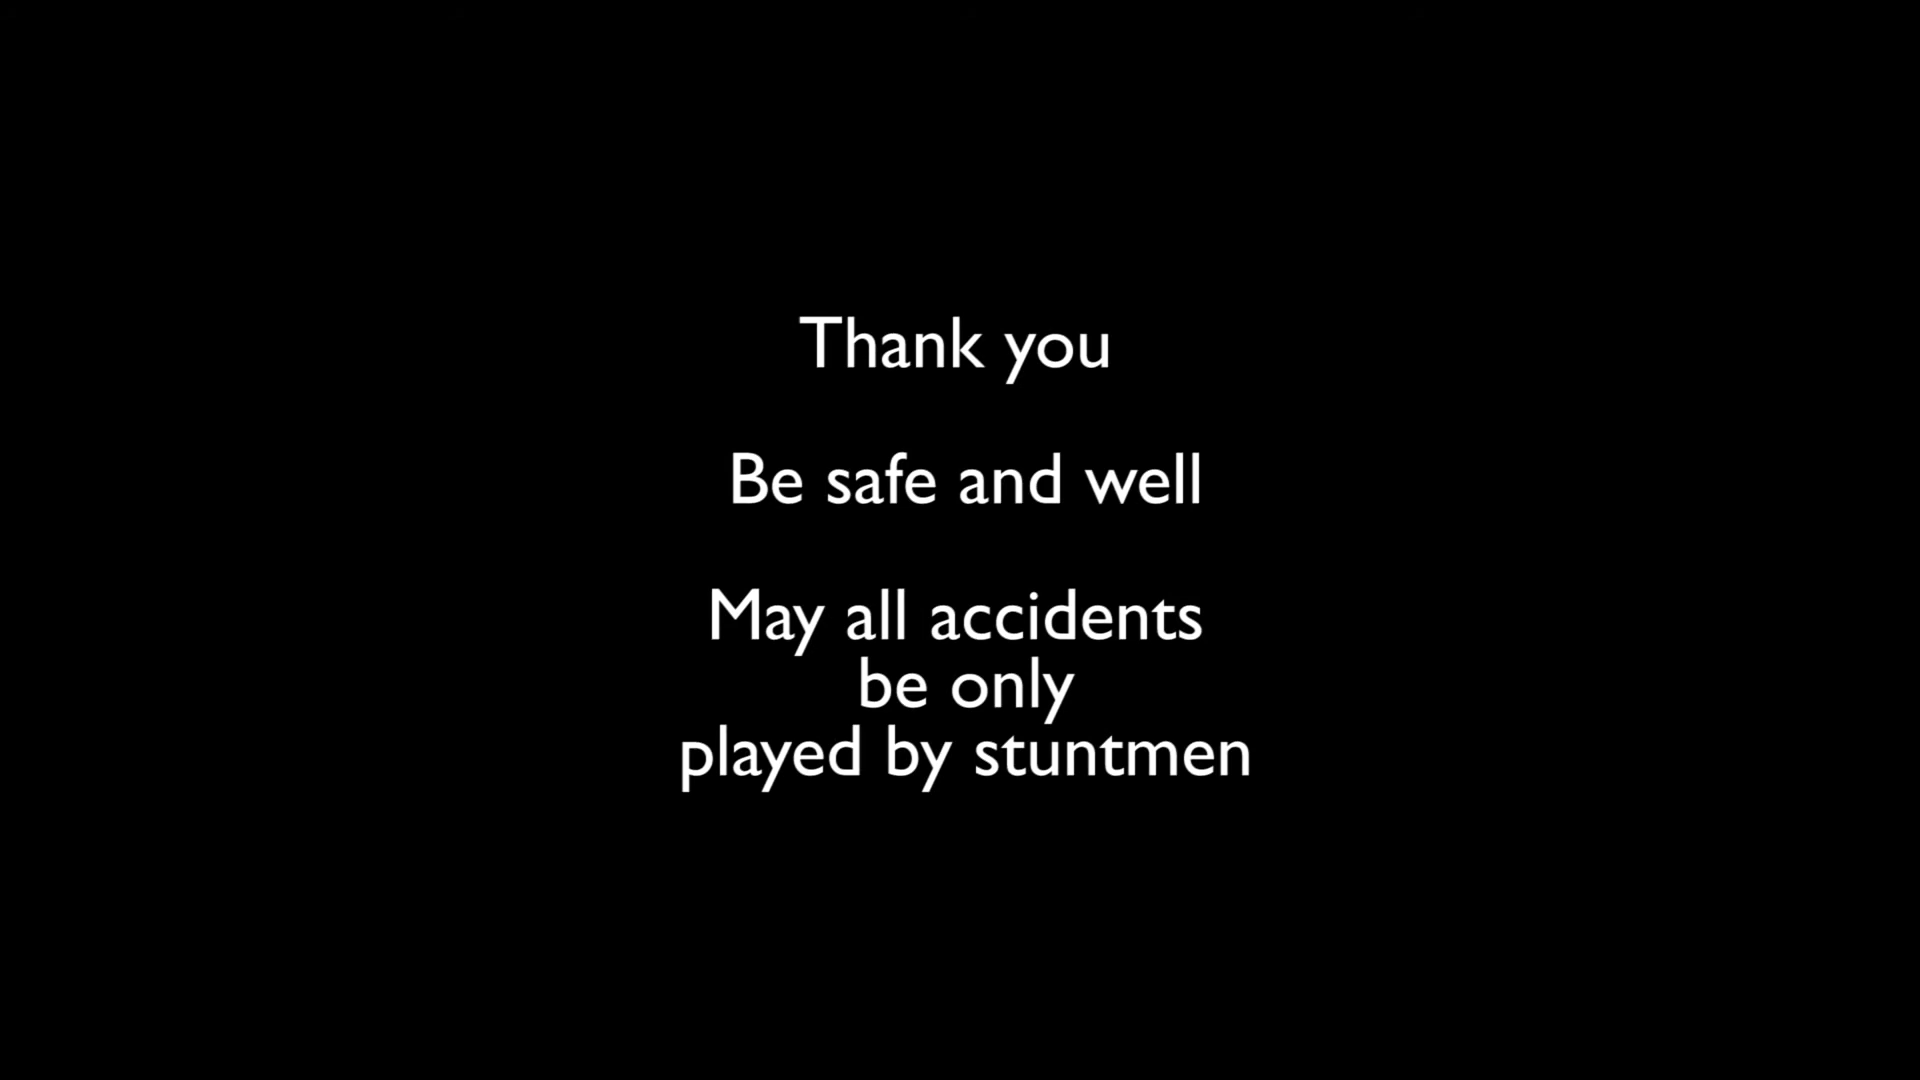 Thank you
Be safe and well
May all accidents
be only
played by stuntmen